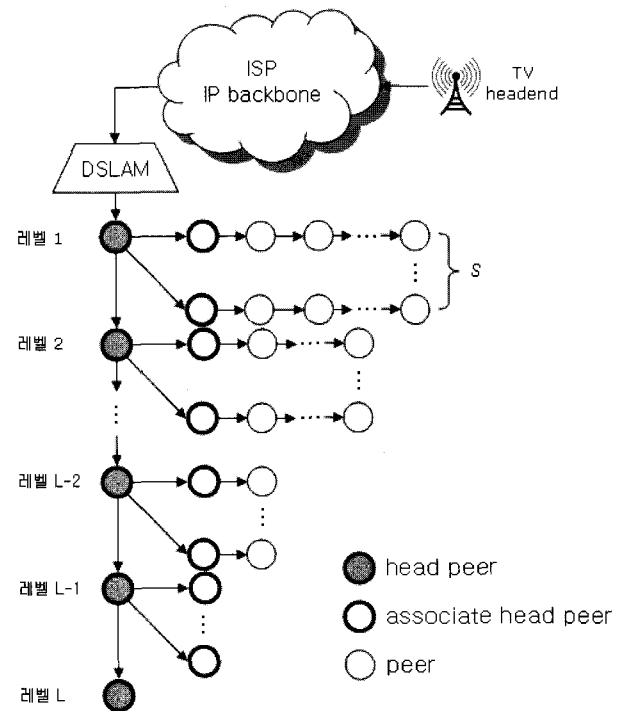 ISP
IP backbone
TV
headend
DSLAM
레벨 1
S
레벨 2
레벨 L-2
레벨 L-1
레벨 L
head peer
associate head peer
peer